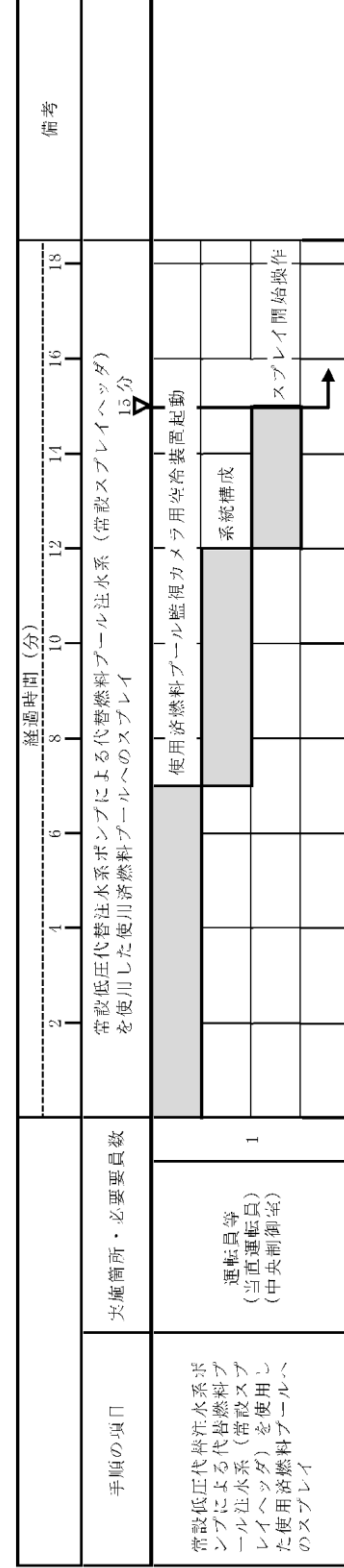 手順の項目
実施箇所・必要要員数
経過時間（分）
備考
2
4
6
8
10
12
14
16
18
常設低圧代替注水系ポンプによる代替燃料プール注水系（常設スプレイヘッダ）
を使用した使用済燃料プールへのスプレイ
15分
常設低圧代替注水系ポ
ンプによる代替燃料プ
ール注水系（常設スプ
レイヘッダ）を使用し
た使用済燃料プールへ
のスプレイ
運転員等
（当直運転員）
（中央制御室）
1
使用済燃料プール監視カメラ用空冷装置起動
系統構成
スプレイ開始操作